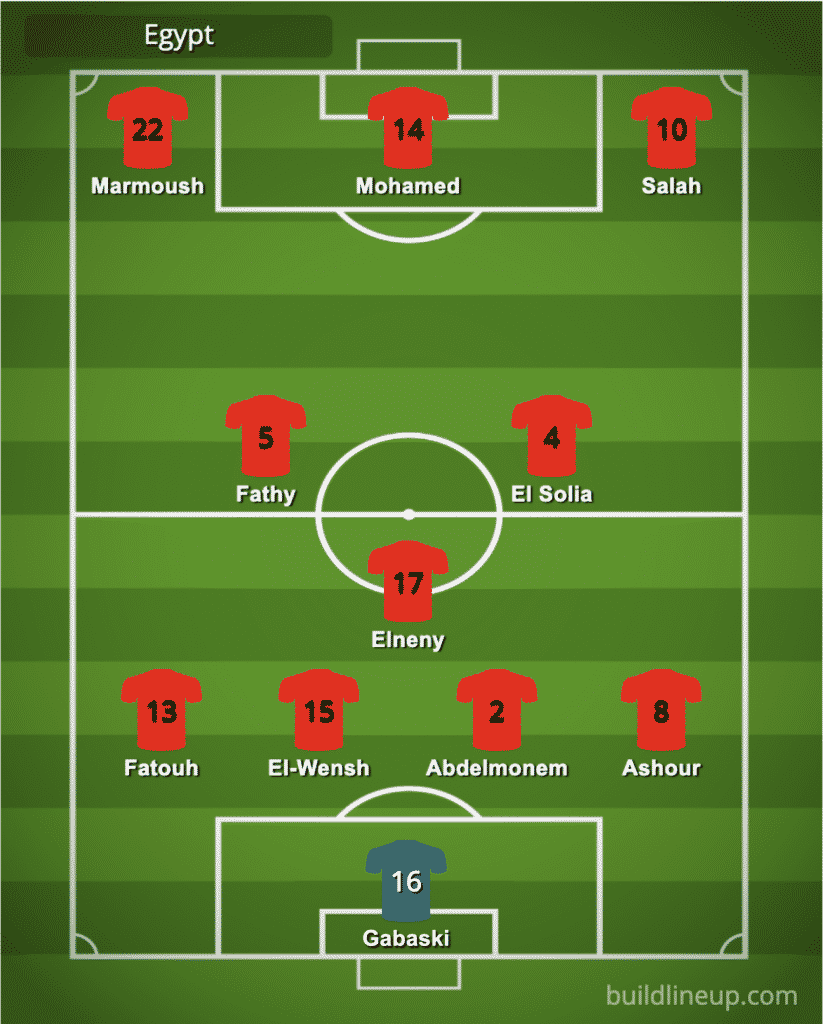 Egypt
22 14 10
Marmoush Mohamed Salah
5 4
Fathy El Solia
17
Elneny
13 15 2 8
Fatouh El-Wensh Abdelmonem Ashour
16
Gabaski
buildlineup.com